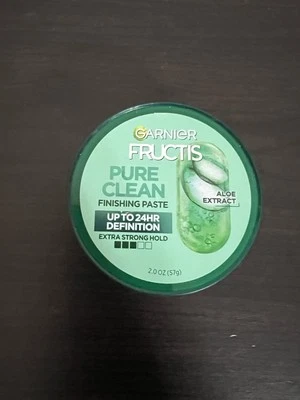 GARNIER
FRUCTIS
PURE
CLEAN
FINISHING PASTE
UP TO 24HR
DEFINITION
EXTRA STRONG HOLD
ALOE
EXTRACT
2.0 OZ (57g)